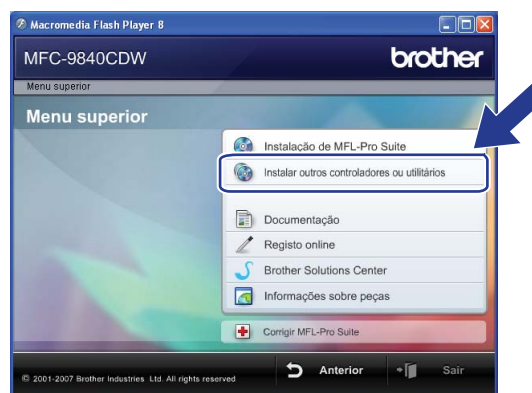 Macromedia Flash Player 8
MFC-9840CDW
brother
Menu superior
Menu superior
Instalação de MFL-Pro Suite
Instalar outros controladores ou utilitários
Documentação
Registo online
Brother Solutions Center
Informações sobre peças
Corrigir MFL-Pro Suite
© 2001-2007 Brother Industries Ltd. All rights reserved
Anterior
Sair